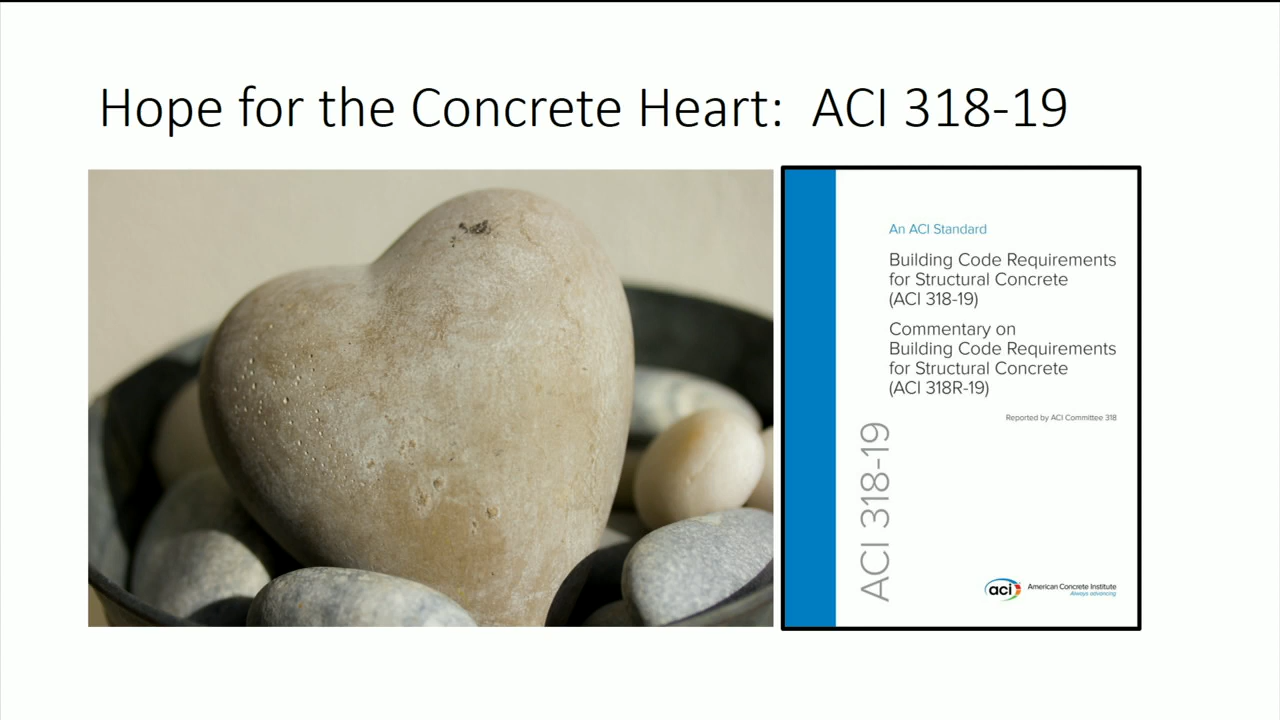 Hope for the Concrete Heart: ACI 318-19
An ACI Standard
Building Code Requirements
for Structural Concrete
(ACI 318-19)
Commentary on
Building Code Requirements
for Structural Concrete
(ACI 318R-19)
Reported by ACI Committee 318
ACI 318-19
aci
American Concrete Institute
Always advancing